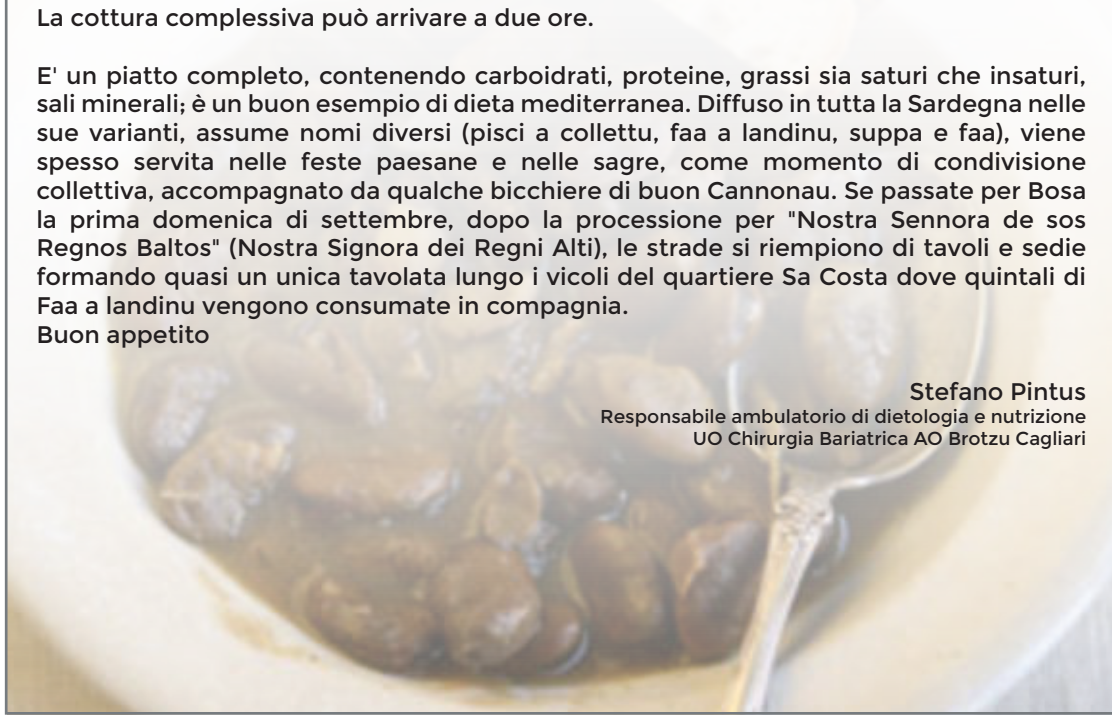 La cottura complessiva può arrivare a due ore.
E' un piatto completo, contenendo carboidrati, proteine, grassi sia saturi che insaturi,
sali minerali; è un buon esempio di dieta mediterranea. Diffuso in tutta la Sardegna nelle
sue varianti, assume nomi diversi (pisci a collettu, faa a landinu, suppa e faa), viene
spesso servita nelle feste paesane e nelle sagre, come momento di condivisione
collettiva, accompagnato da qualche bicchiere di buon Cannonau. Se passate per Bosa
la prima domenica di settembre, dopo la processione per "Nostra Sennora de sos
Regnos Baltos" (Nostra Signora dei Regni Alti), le strade si riempiono di tavoli e sedie
formando quasi un unica tavolata lungo i vicoli del quartiere Sa Costa dove quintali di
Faa a landinu vengono consumate in compagnia.
Buon appetito
Stefano Pintus
Responsabile ambulatorio di dietologia e nutrizione
UO Chirurgia Bariatrica AO Brotzu Cagliari